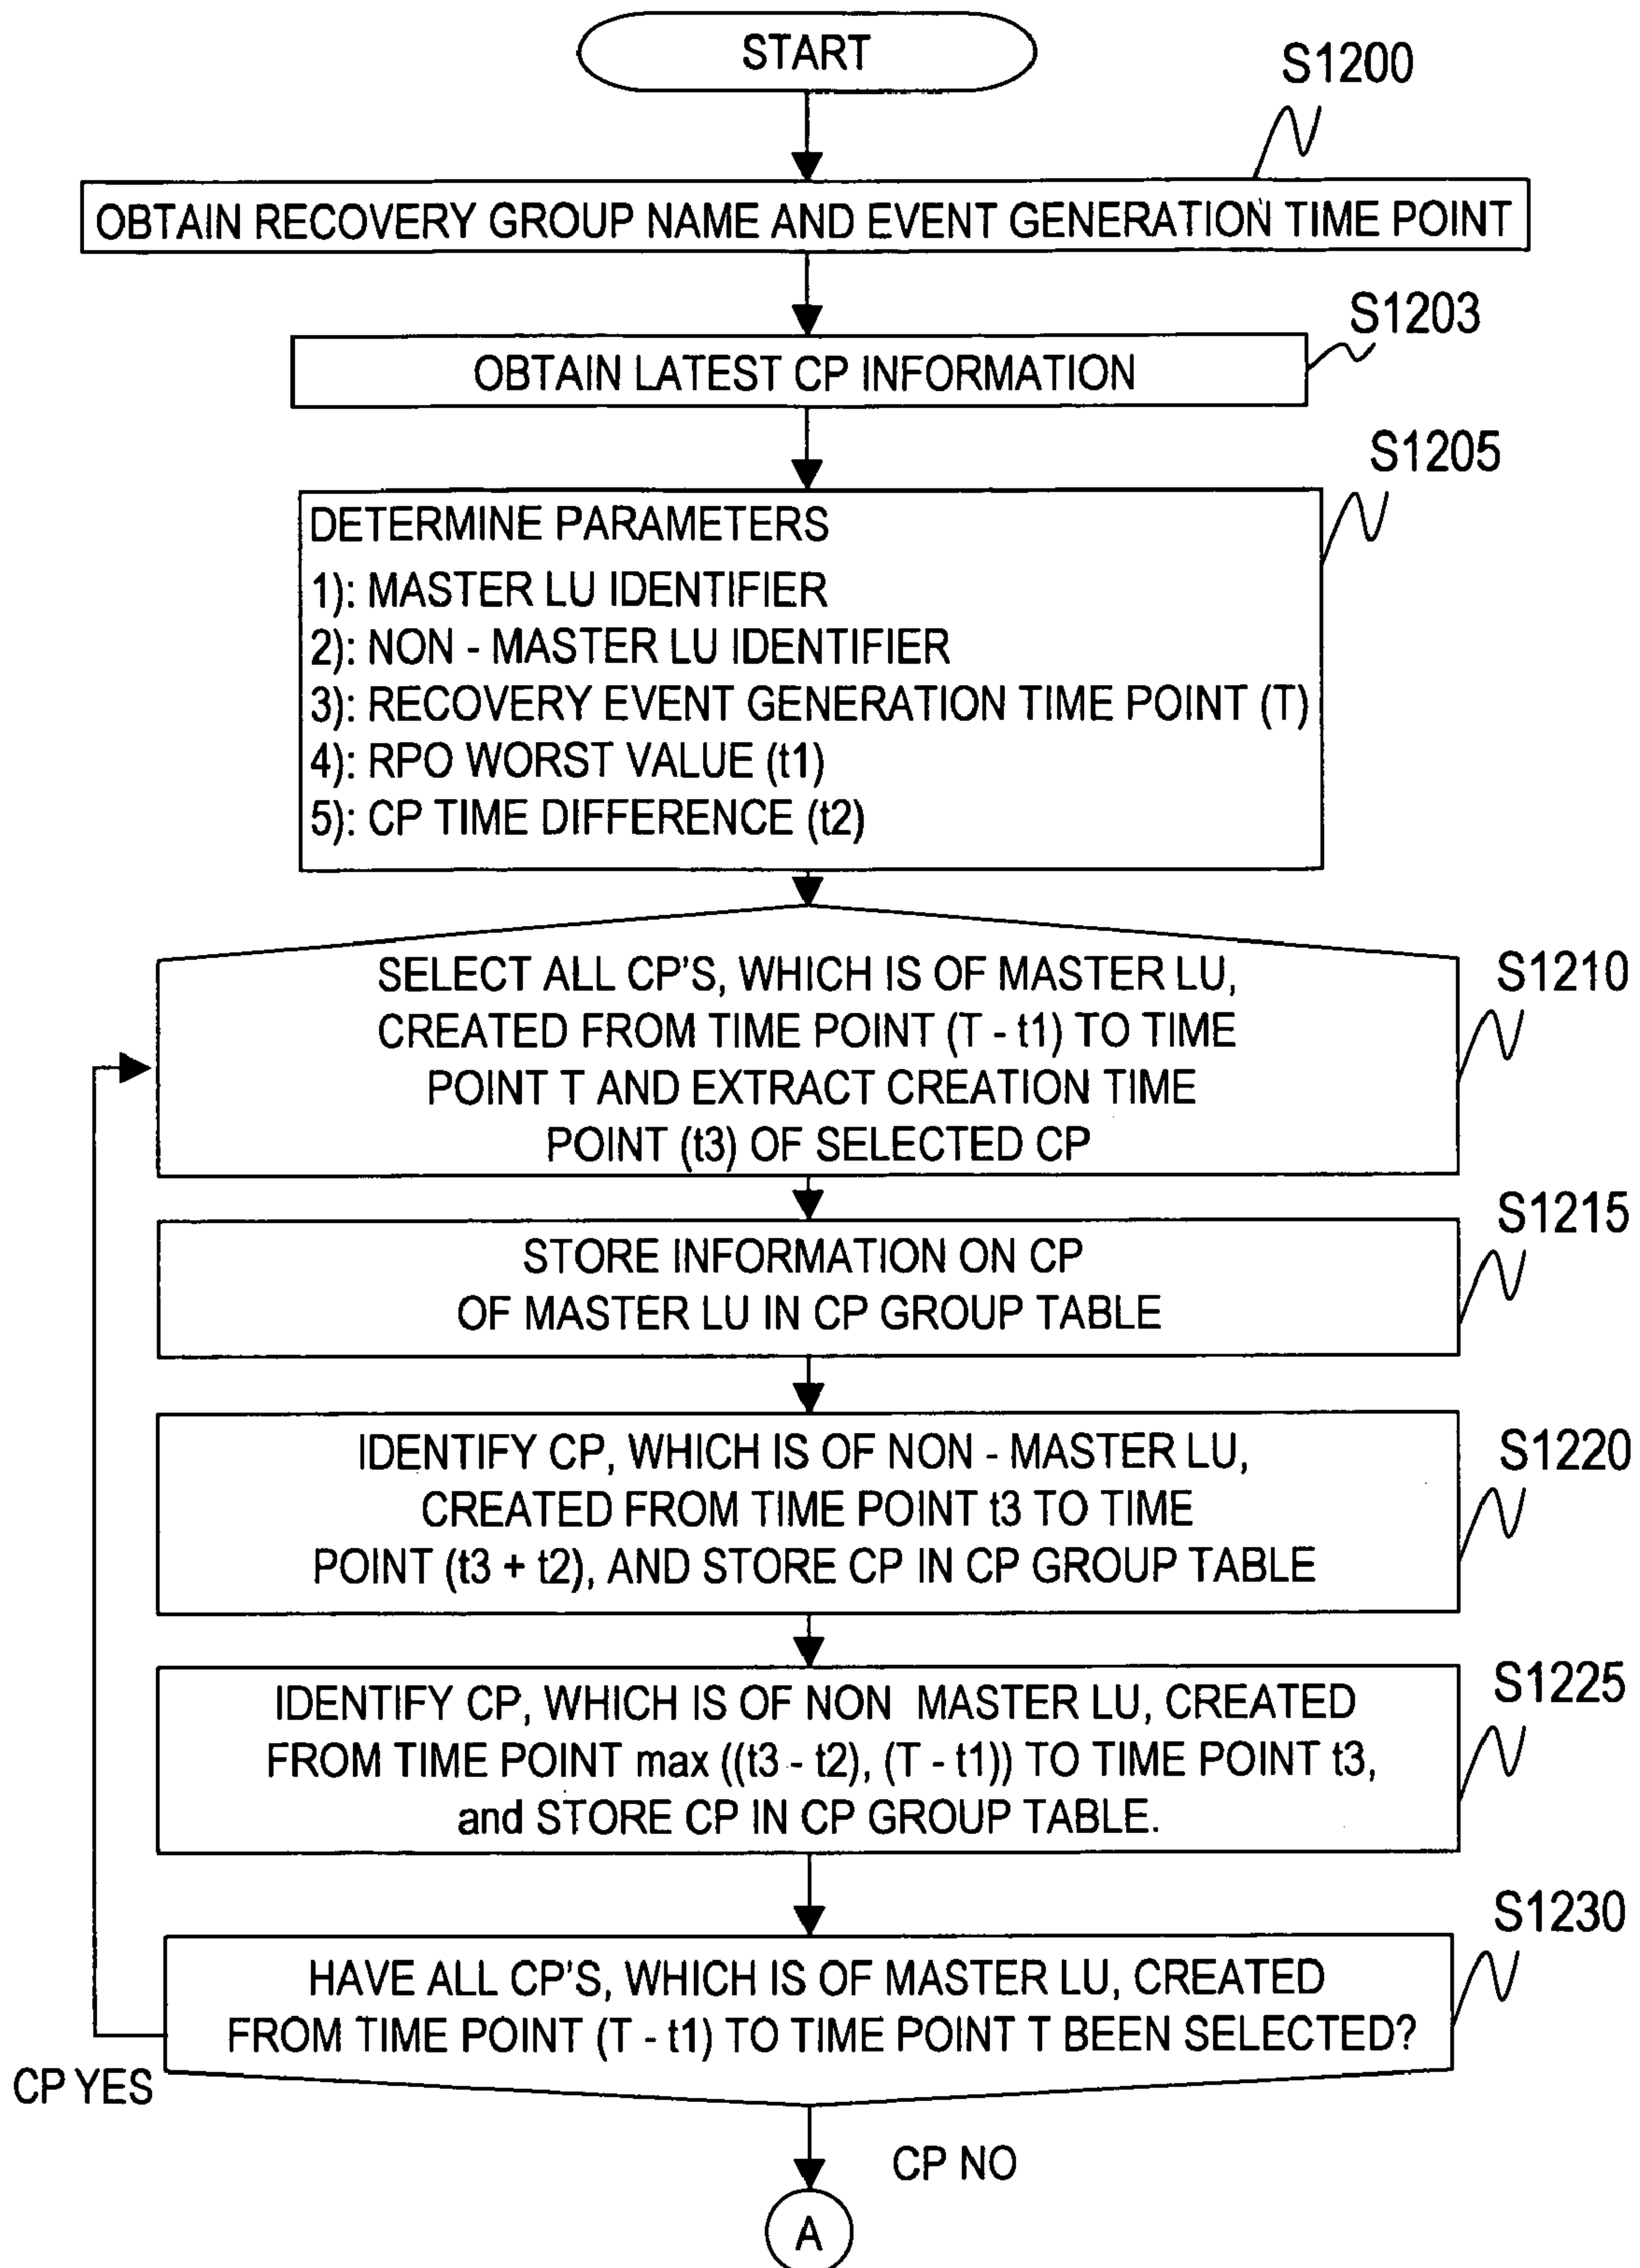 START
S1200
OBTAIN RECOVERY GROUP NAME AND EVENT GENERATION TIME POINT
S1203
OBTAIN LATEST CP INFORMATION
S1205
DETERMINE PARAMETERS
1): MASTER LU IDENTIFIER
2): NON - MASTER LU IDENTIFIER
3): RECOVERY EVENT GENERATION TIME POINT (T)
4): RPO WORST VALUE (t1)
5): CP TIME DIFFERENCE (t2)
SELECT ALL CP'S, WHICH IS OF MASTER LU,
CREATED FROM TIME POINT (T - t1) TO TIME
POINT T AND EXTRACT CREATION TIME
POINT (t3) OF SELECTED CP
S1210
STORE INFORMATION ON CP
OF MASTER LU IN CP GROUP TABLE
S1215
IDENTIFY CP, WHICH IS OF NON - MASTER LU,
CREATED FROM TIME POINT t3 TO TIME
POINT (t3 + t2), AND STORE CP IN CP GROUP TABLE
S1220
IDENTIFY CP, WHICH IS OF NON MASTER LU, CREATED
FROM TIME POINT max ((t3 - t2), (T - t1)) TO TIME POINT t3,
and STORE CP IN CP GROUP TABLE.
S1225
HAVE ALL CP'S, WHICH IS OF MASTER LU, CREATED
FROM TIME POINT (T - t1) TO TIME POINT T BEEN SELECTED?
S1230
CP YES
CP NO
A